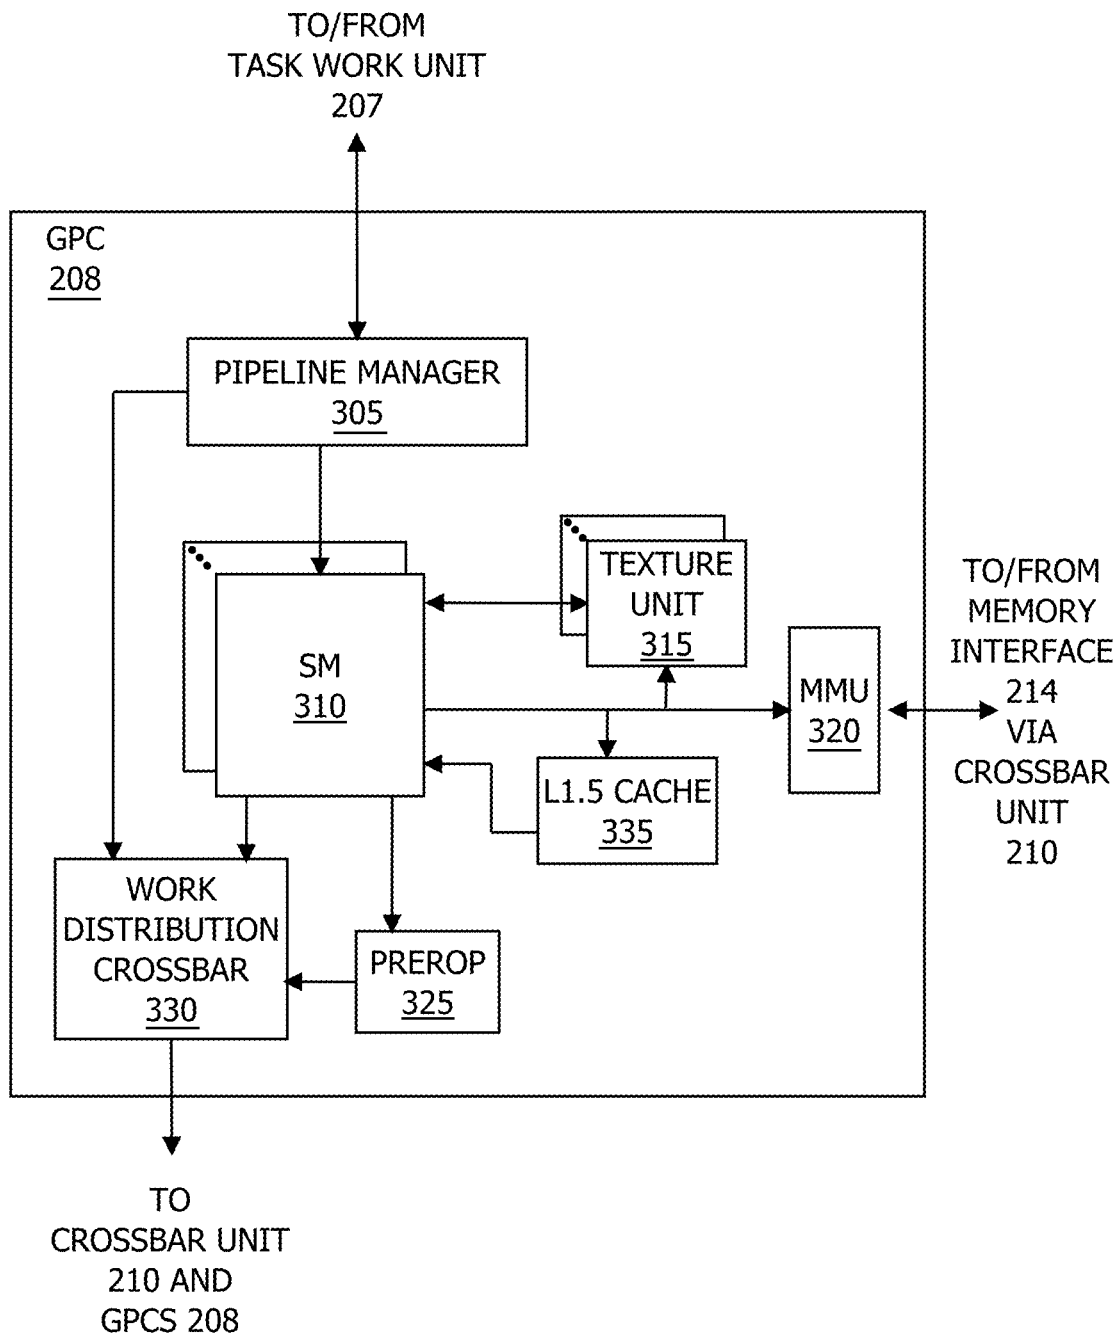 TO/FROM
TASK WORK UNIT
207
GPC
208
PIPELINE MANAGER
305
TEXTURE
UNIT
315
SM
310
MMU
320
TO/FROM
MEMORY
INTERFACE
214
VIA
CROSSBAR
UNIT
210
L1.5 CACHE
335
WORK
DISTRIBUTION
CROSSBAR
330
PREROP
325
TO
CROSSBAR UNIT
210 AND
GPCS 208